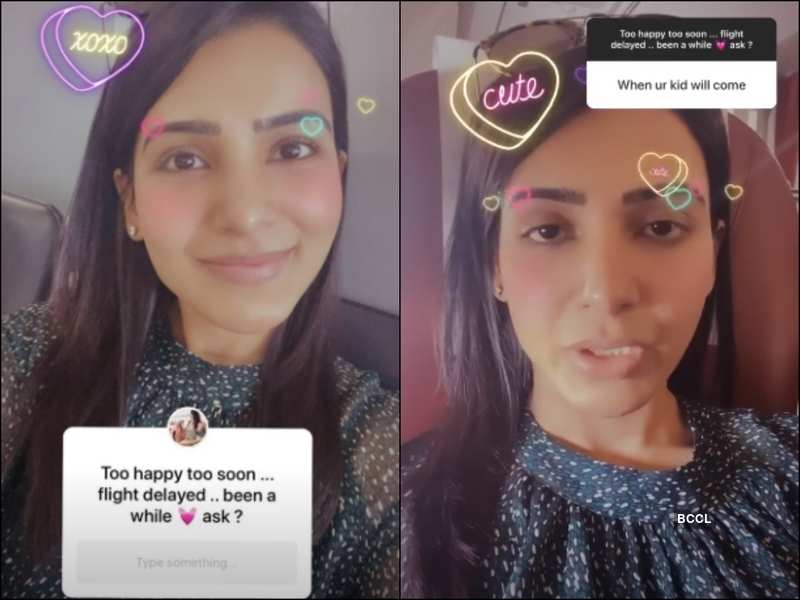 xoxo
Too happy too soon ...
flight delayed .. been a
while 💓 ask ?
Type something...
cute
Too happy too soon ... flight
delayed .. been a while 💓 ask ?
When ur kid will come
cute
BCCL